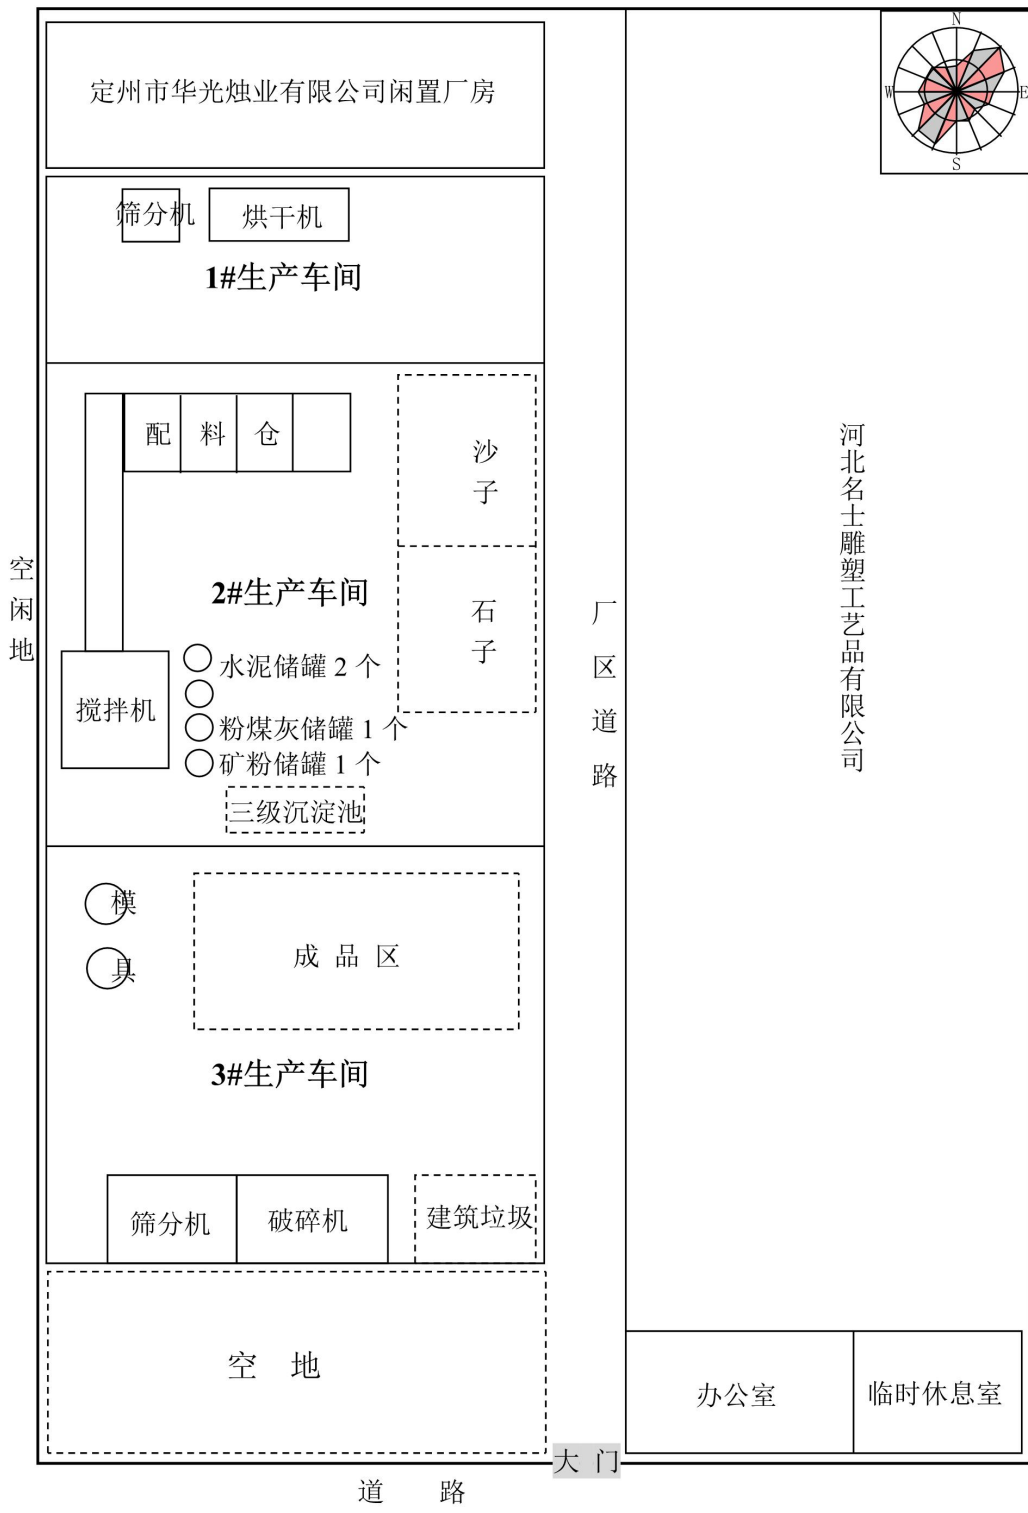 N
W
E
S
定州市华光烛业有限公司闲置厂房
筛分机
烘干机
1#生产车间
配 料 仓
沙子
2#生产车间
石子
水泥储罐 2 个
搅拌机
粉煤灰储罐 1 个
矿粉储罐 1 个
三级沉淀池
空闲地
厂区道路
河北名士雕塑工艺品有限公司
模具
成 品 区
3#生产车间
筛分机
破碎机
建筑垃圾
空 地
办公室
临时休息室
大 门
道 路